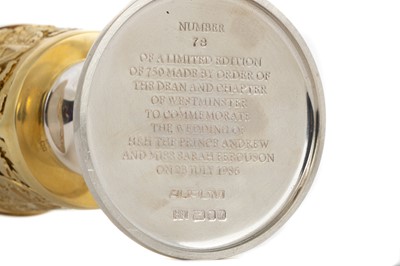 NUMBER
78
OF A LIMITED EDITION
OF 750 MADE BY ORDER OF
THE DEAN AND CHAPTER
OF WESTMINSTER
TO COMMEMORATE
THE WEDDING OF
HRH THE PRINCE ANDREW
AND MISS SARAH FERGUSON
ON 23 JULY 1986